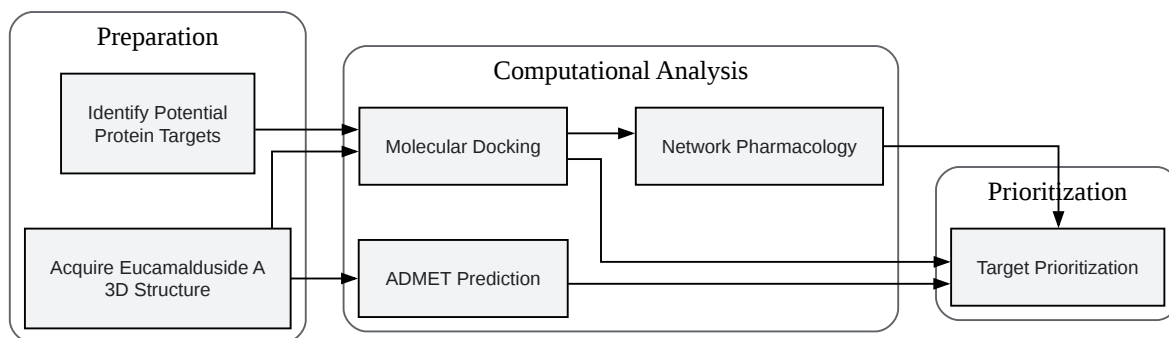 Preparation
Identify Potential
Protein Targets
Acquire Eucamalduside A
3D Structure
Computational Analysis
Molecular Docking
Network Pharmacology
ADMET Prediction
Prioritization
Target Prioritization